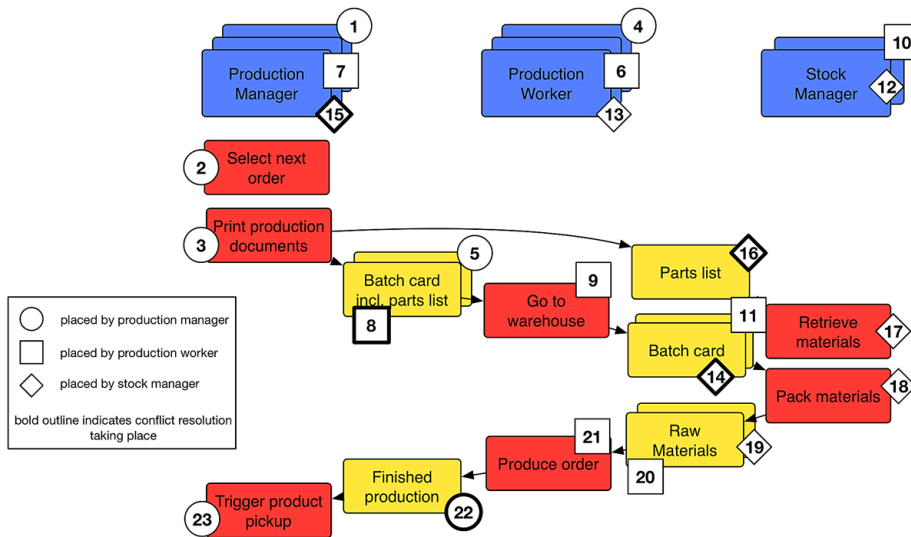 1
4
10
Production
Manager
7
Production
Worker
6
Stock
Manager
12
15
13
2
Select next
order
3
Print production
documents
5
Batch card
incl. parts list
8
9
Go to
warehouse
16
Parts list
11
Batch card
14
Retrieve
materials
17
Pack materials
18
placed by production manager
placed by production worker
placed by stock manager
bold outline indicates conflict resolution
taking place
Raw
Materials
19
20
21
Produce order
Finished
production
22
23
Trigger product
pickup